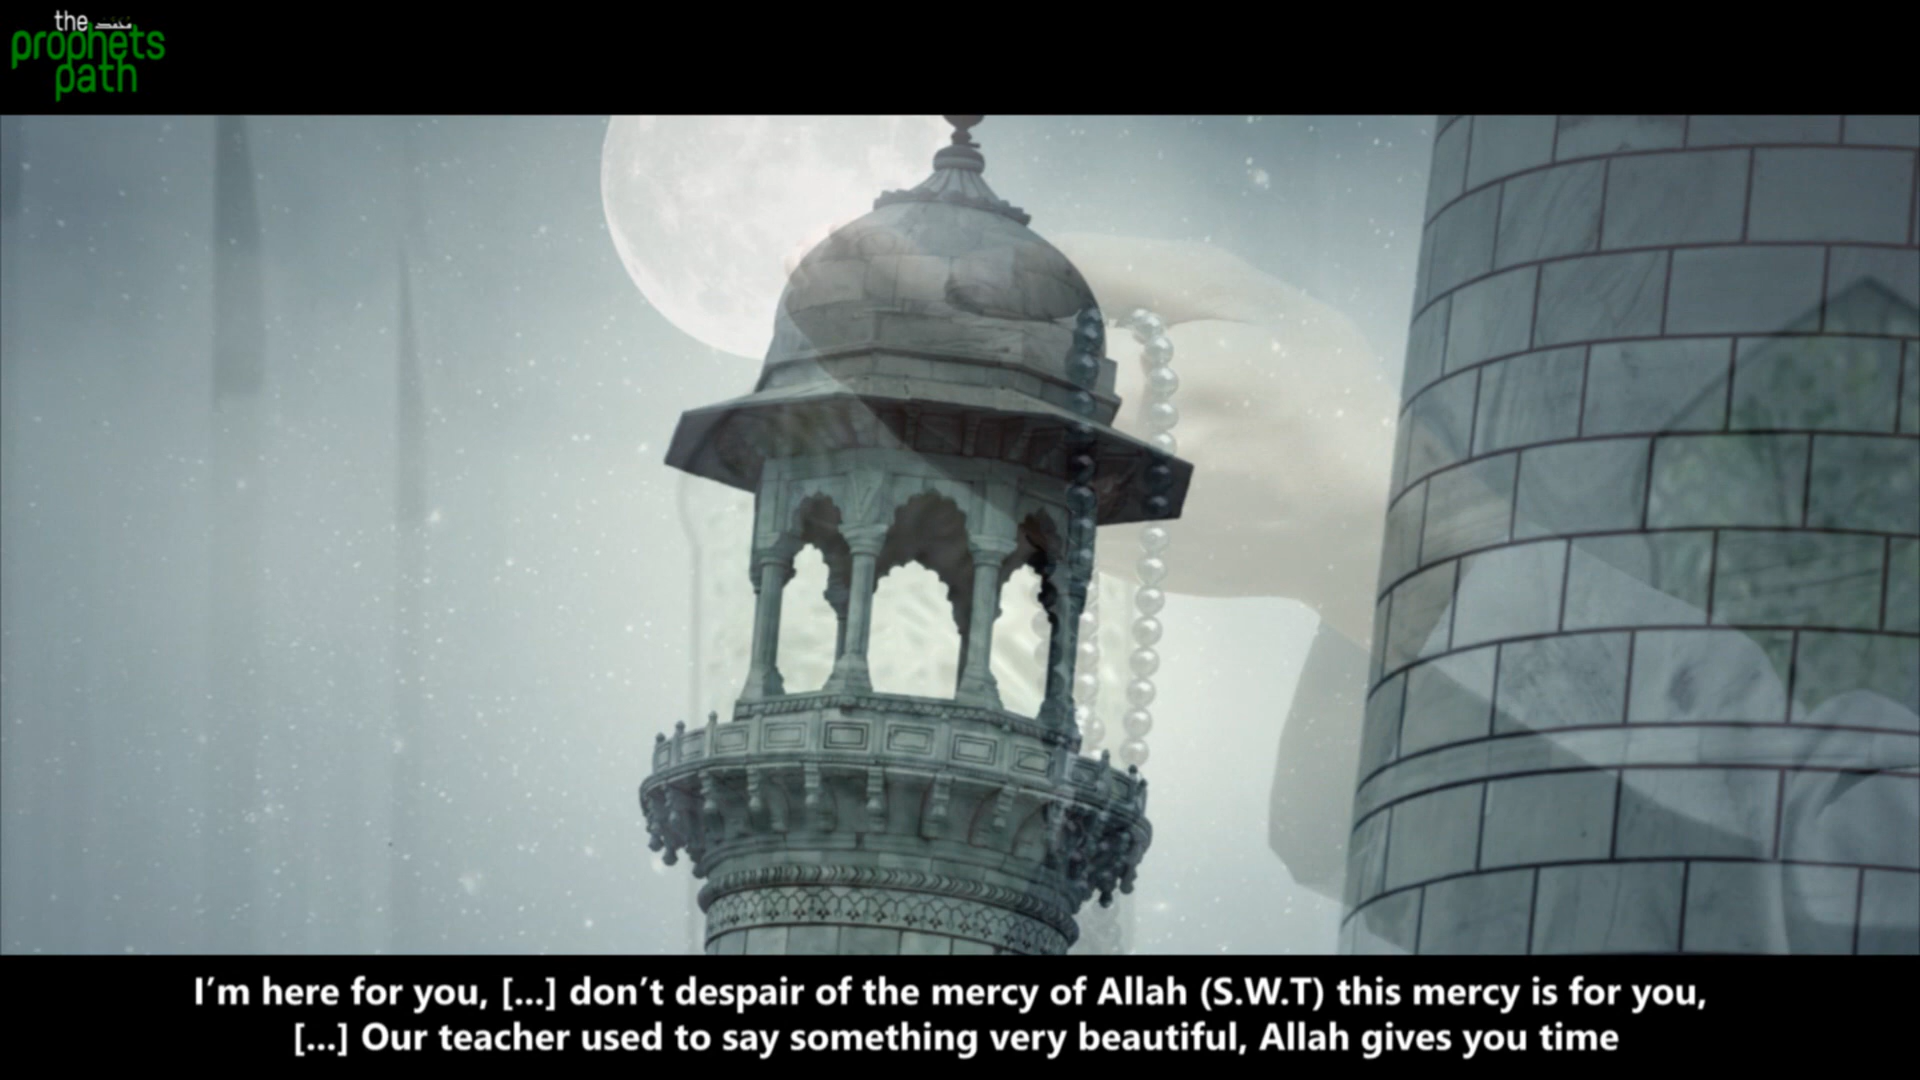 the محمد
prophets
path
I’m here for you, [...] don’t despair of the mercy of Allah (S.W.T) this mercy is for you,
[...] Our teacher used to say something very beautiful, Allah gives you time